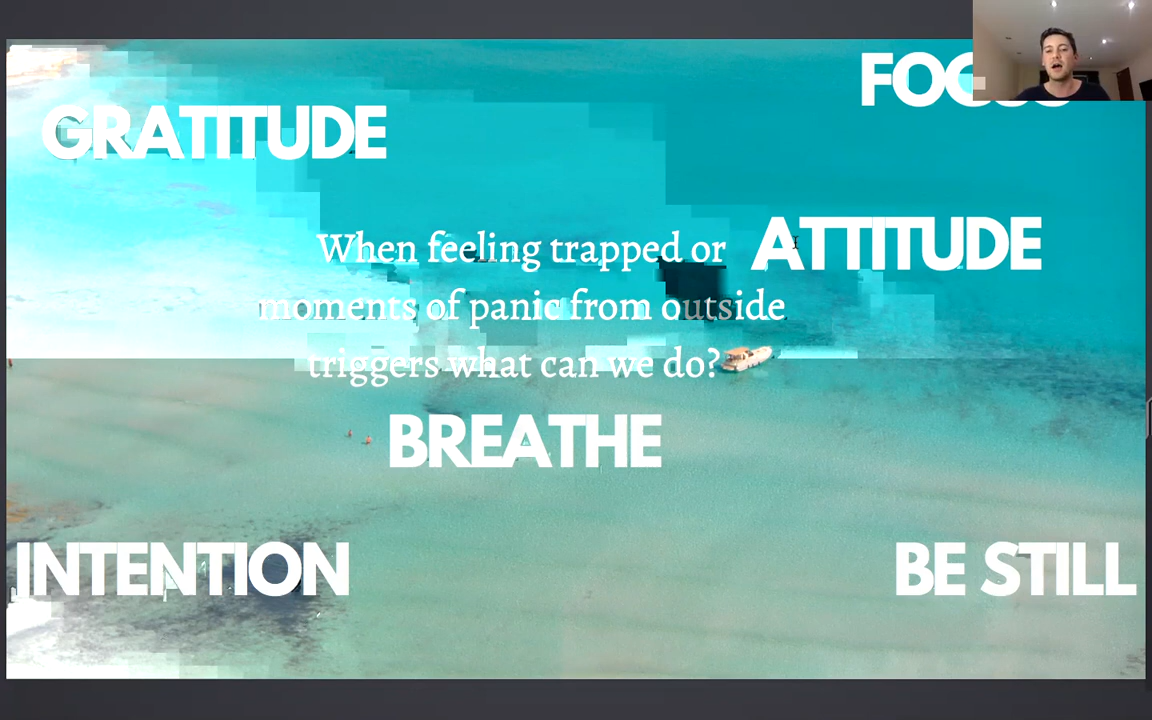 FOCUS
GRATITUDE
When feeling trapped or
ATTITUDE
moments of panic from outside
triggers what can we do?
BREATHE
INTENTION
BE STILL